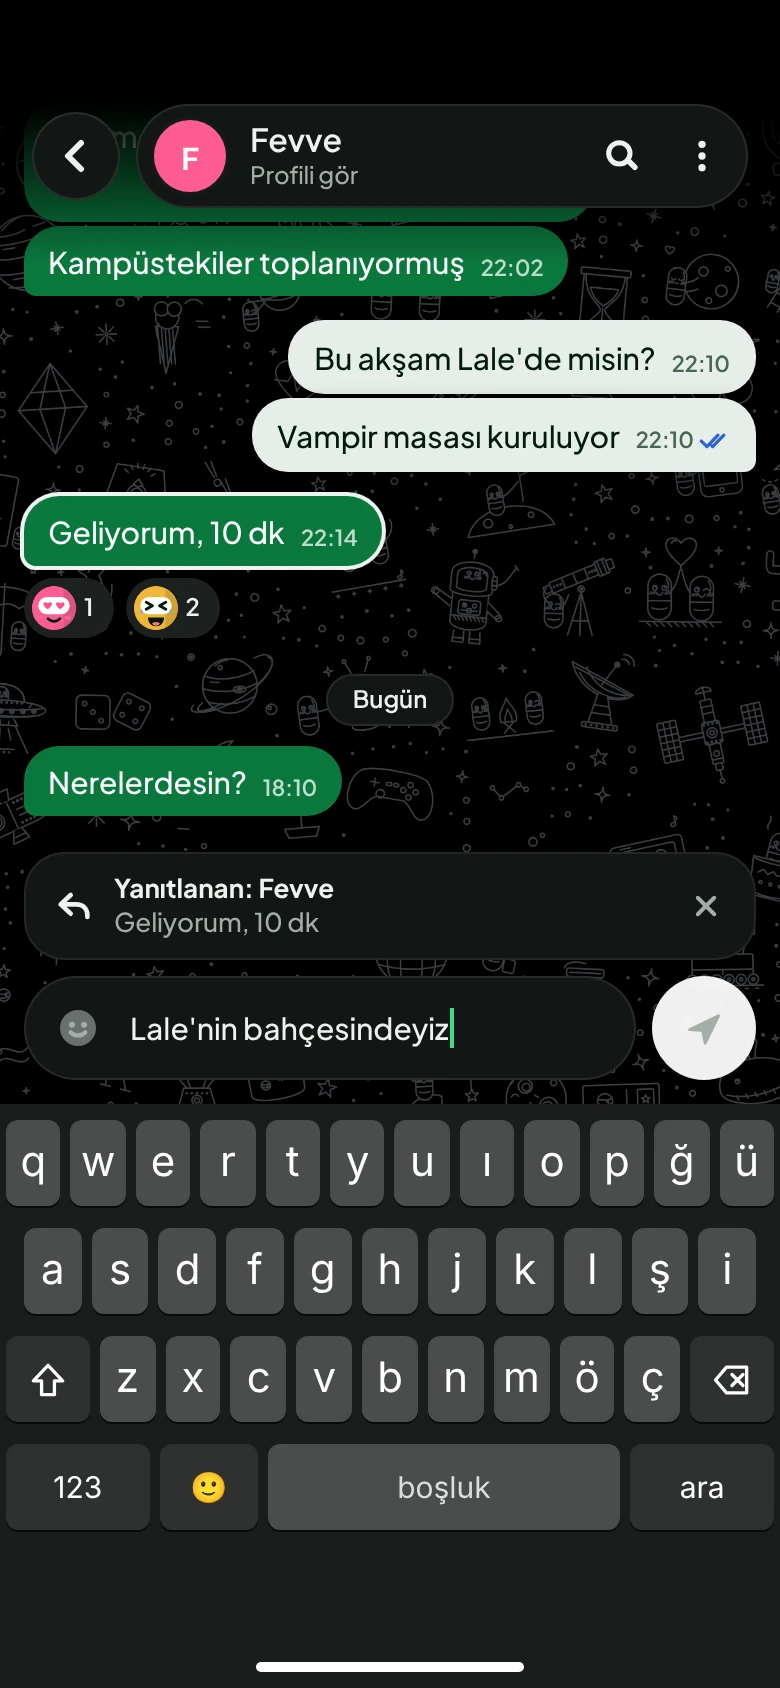 F
Fevve
Profili gör
Kampüstekiler toplanıyormuş 22:02
Bu akşam Lale'de misin? 22:10
Vampir masası kuruluyor 22:10
Geliyorum, 10 dk 22:14
1 2
Bugün
Nerelerdesin? 18:10
Yanıtlanan: Fevve
Geliyorum, 10 dk
Lale'nin bahçesindeyiz
q w e r t y u ı o p ğ ü
a s d f g h j k l ş i
z x c v b n m ö ç
123 boşluk ara